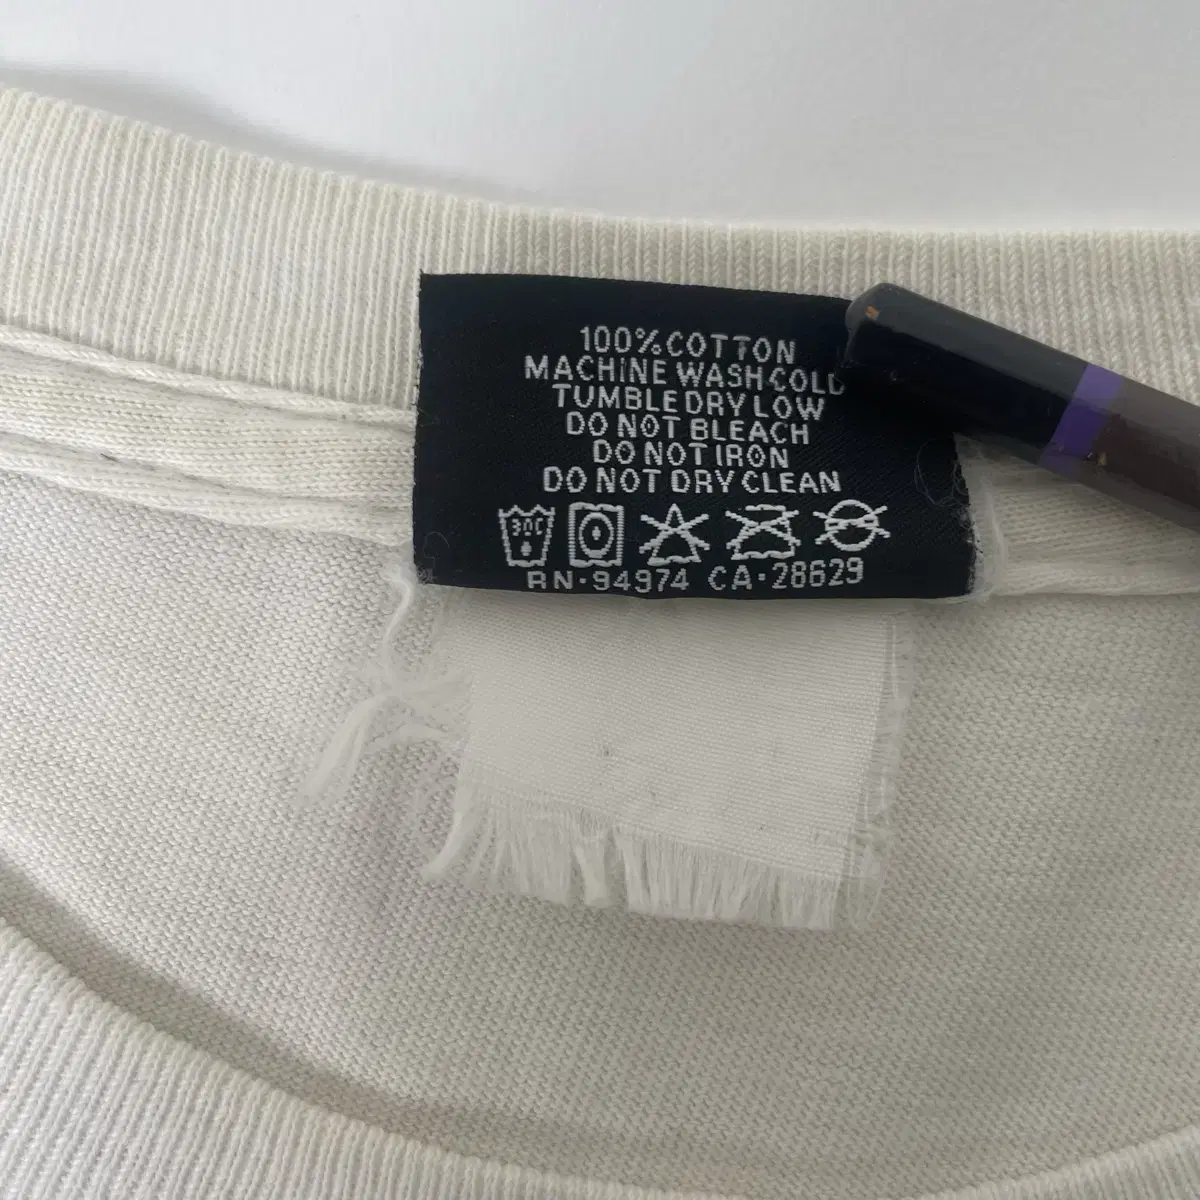 100% COTTON
MACHINE WASH COLD
TUMBLE DRY LOW
DO NOT BLEACH
DO NOT IRON
DO NOT DRY CLEAN
30C
RN·94974 CA·28629